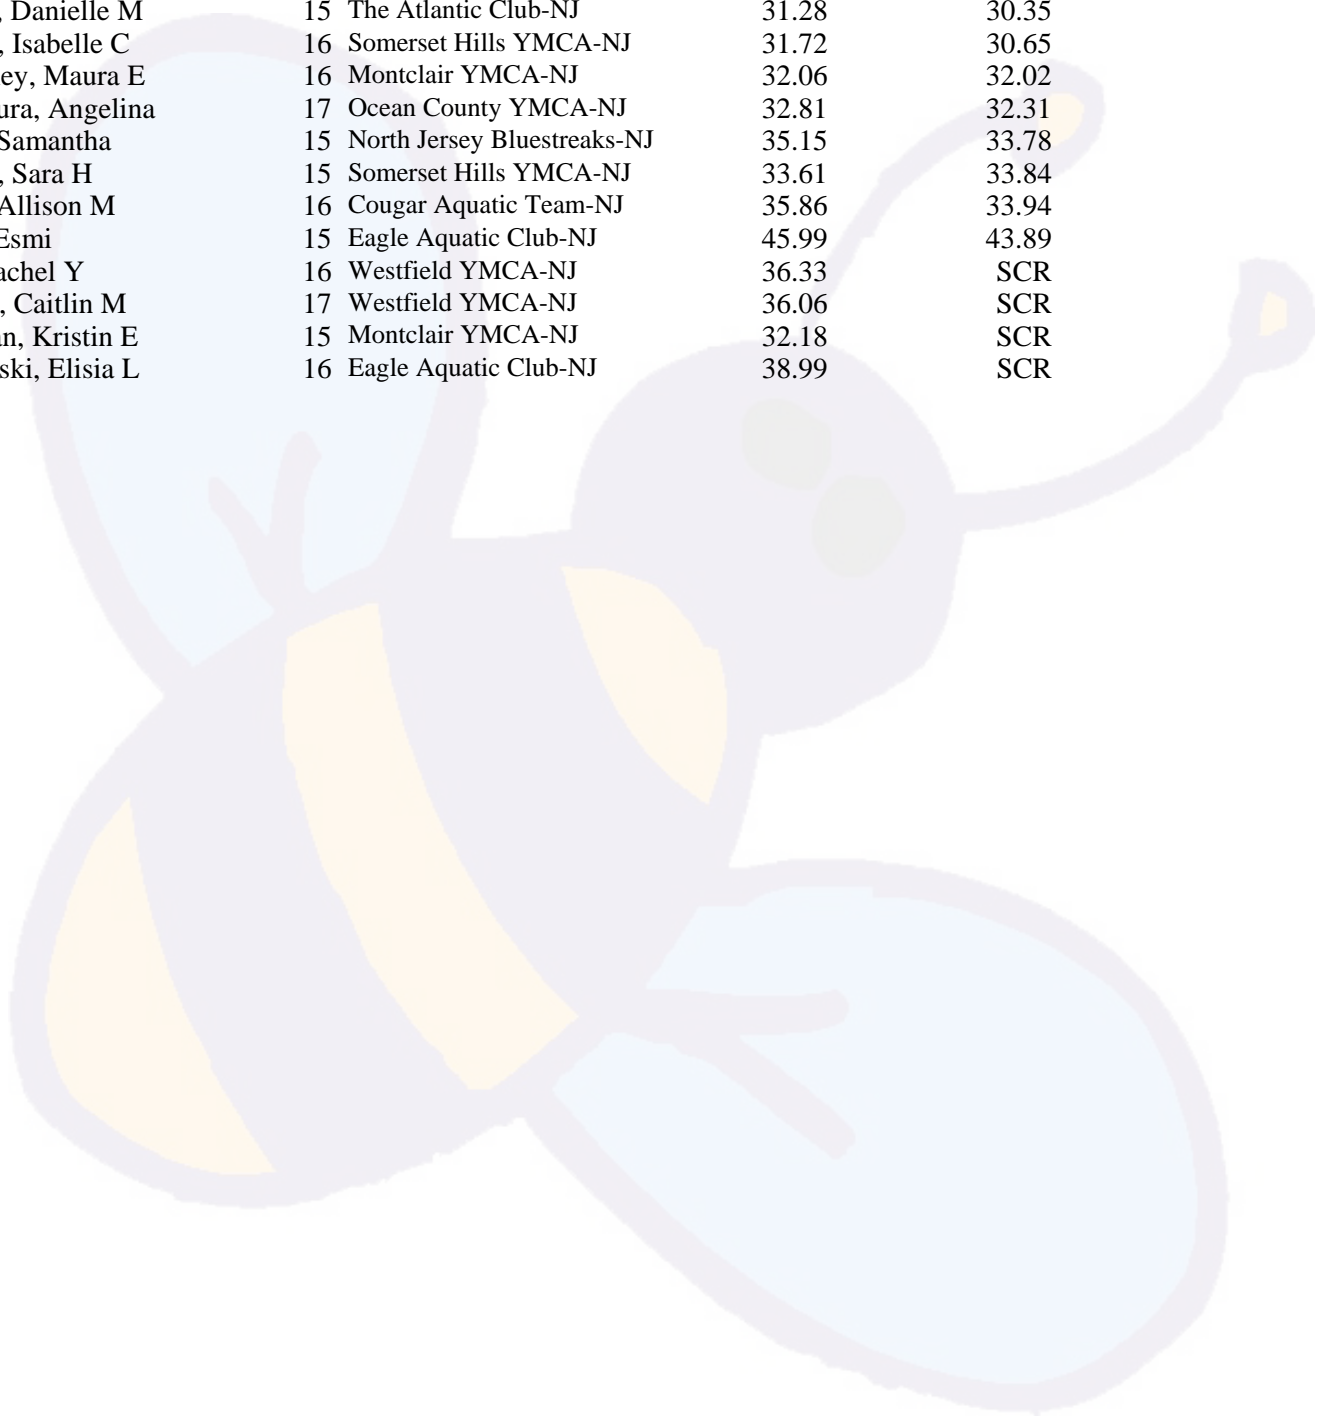 , Danielle M 15 The Atlantic Club-NJ 31.28 30.35
, Isabelle C 16 Somerset Hills YMCA-NJ 31.72 30.65
ey, Maura E 16 Montclair YMCA-NJ 32.06 32.02
ura, Angelina 17 Ocean County YMCA-NJ 32.81 32.31
Samantha 15 North Jersey Bluestreaks-NJ 35.15 33.78
, Sara H 15 Somerset Hills YMCA-NJ 33.61 33.84
Allison M 16 Cougar Aquatic Team-NJ 35.86 33.94
Esmi 15 Eagle Aquatic Club-NJ 45.99 43.89
achel Y 16 Westfield YMCA-NJ 36.33 SCR
, Caitlin M 17 Westfield YMCA-NJ 36.06 SCR
an, Kristin E 15 Montclair YMCA-NJ 32.18 SCR
ski, Elisia L 16 Eagle Aquatic Club-NJ 38.99 SCR